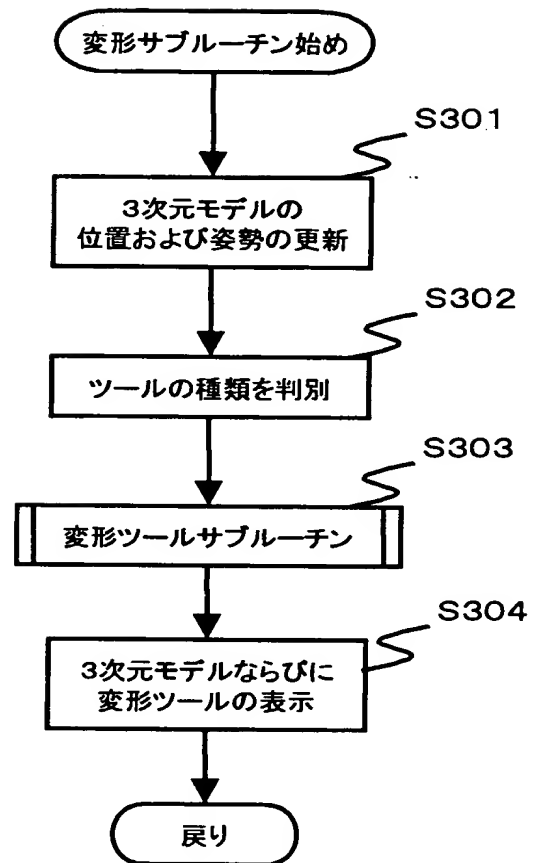 変形サブルーチン始め
S301
3次元モデルの
位置および姿勢の更新
S302
ツールの種類を判別
S303
変形ツールサブルーチン
S304
3次元モデルならびに
変形ツールの表示
戻り